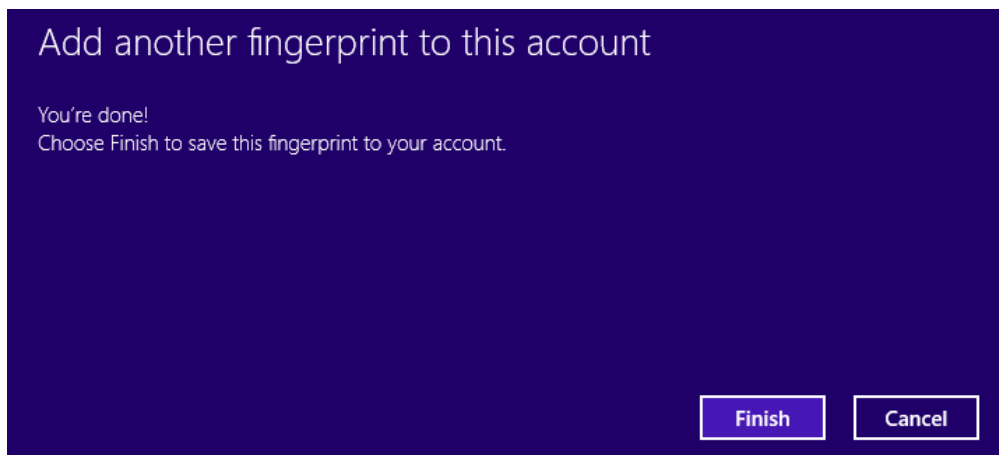 Add another fingerprint to this account
You're done!
Choose Finish to save this fingerprint to your account.
Finish
Cancel